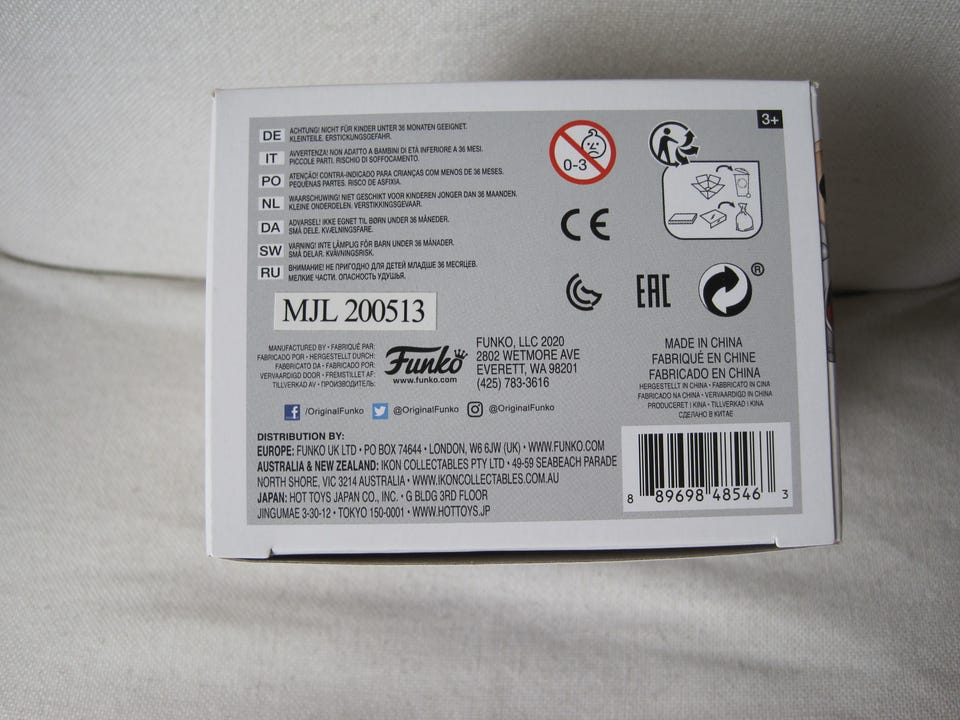 3+
DE ACHTUNG! NICHT FÜR KINDER UNTER 36 MONATEN GEEIGNET.
KLEINTEILE. ERSTICKUNGSGEFAHR.
IT AVVERTENZA! NON ADATTO A BAMBINI DI ETÀ INFERIORE A 36 MESI.
PICCOLE PARTI. RISCHIO DI SOFFOCAMENTO.
PO ATENÇÃO! CONTRA-INDICADO PARA CRIANÇAS COM MENOS DE 36 MESES.
PEQUENAS PARTES. RISCO DE ASFIXIA.
NL WAARSCHUWING! NIET GESCHIKT VOOR KINDEREN JONGER DAN 36 MAANDEN.
KLEINE ONDERDELEN. VERSTIKKINGSGEVAAR.
DA ADVARSEL! IKKE EGNET TIL BØRN UNDER 36 MÅNEDER.
SMÅ DELE. KVÆLNINGSFARE.
SW VARNING! INTE LÄMPLIG FÖR BARN UNDER 36 MÅNADER.
SMÅ DELAR. KVÄVNINGSRISK.
RU ВНИМАНИЕ! НЕ ПРИГОДНО ДЛЯ ДЕТЕЙ МЛАДШЕ 36 МЕСЯЦЕВ.
МЕЛКИЕ ЧАСТИ. ОПАСНОСТЬ УДУШЬЯ.
0-3
CE
EAC
®
MJL 200513
MANUFACTURED BY • FABRIQUÉ PAR:
FABRICADO POR • HERGESTELLT DURCH:
FABBRICATO DA • FABRICADO POR:
VERVAARDIGD DOOR • FREMSTILLET AF:
TILLVERKAD AV • ПРОИЗВОДИТЕЛЬ:
Funko
www.funko.com
FUNKO, LLC 2020
2802 WETMORE AVE
EVERETT, WA 98201
(425) 783-3616
MADE IN CHINA
FABRIQUÉ EN CHINE
FABRICADO EN CHINA
HERGESTELLT IN CHINA • FABBRICATO IN CINA
FABRICADO NA CHINA • VERVAARDIGD IN CHINA
PRODUCERET I KINA • TILLVERKAD I KINA
СДЕЛАНО В КИТАЕ
/OriginalFunko @OriginalFunko @OriginalFunko
DISTRIBUTION BY:
EUROPE: FUNKO UK LTD • PO BOX 74644 • LONDON, W6 6JW (UK) • WWW.FUNKO.COM
AUSTRALIA & NEW ZEALAND: IKON COLLECTABLES PTY LTD • 49-59 SEABEACH PARADE
NORTH SHORE, VIC 3214 AUSTRALIA • WWW.IKONCOLLECTABLES.COM.AU
JAPAN: HOT TOYS JAPAN CO., INC. • G BLDG 3RD FLOOR
JINGUMAE 3-30-12 • TOKYO 150-0001 • WWW.HOTTOYS.JP
8 89698 48546 3